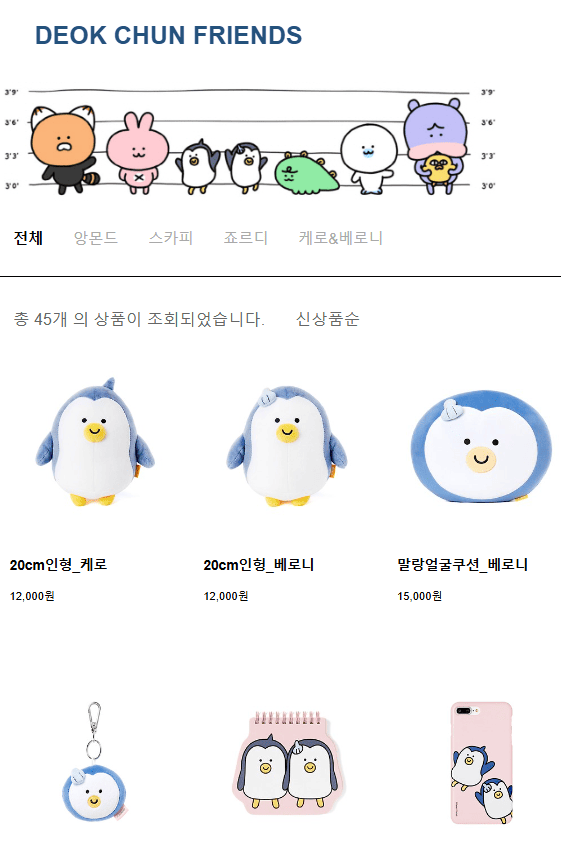 DEOK CHUN FRIENDS
3'9' 3'9'
3'6' 3'6'
3'3' 3'3'
3'0' 3'0'
전체 앙몬드 스카피 죠르디 케로&베로니
총 45개 의 상품이 조회되었습니다. 신상품순
20cm인형_케로 20cm인형_베로니 말랑얼굴쿠션_베로니
12,000원 12,000원 15,000원